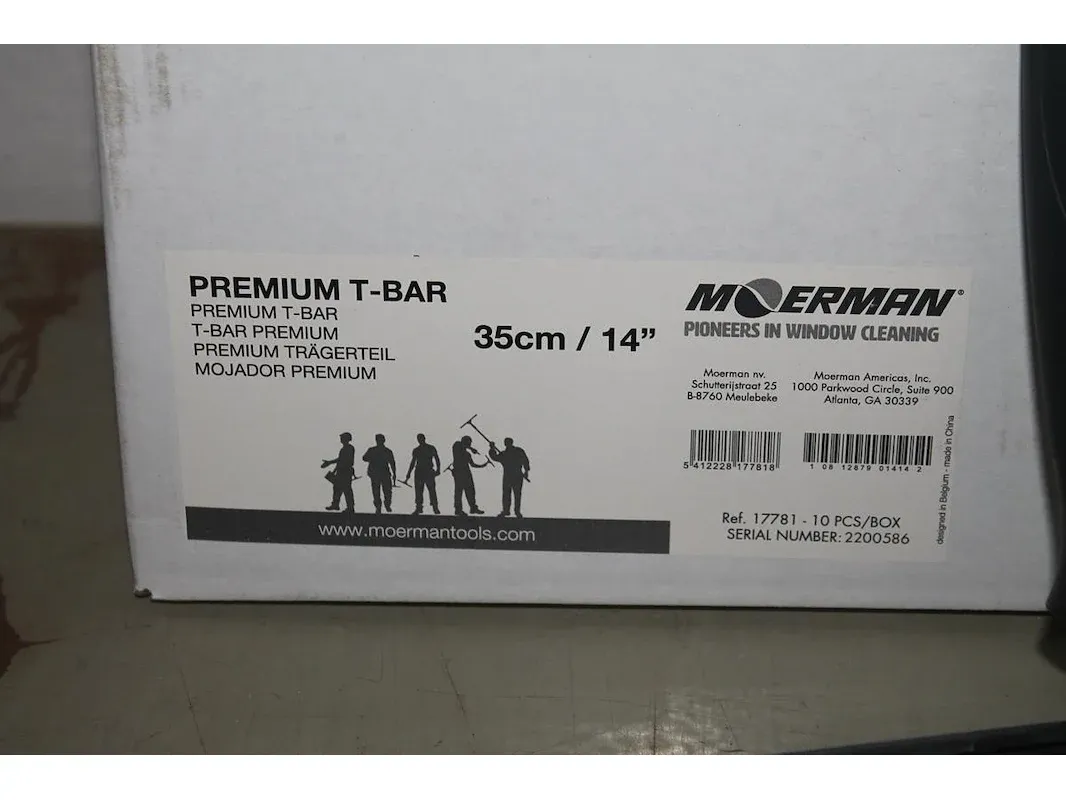 PREMIUM T-BAR
PREMIUM T-BAR
T-BAR PREMIUM
PREMIUM TRÄGERTEIL
MOJADOR PREMIUM
35cm / 14”
MOERMAN®
PIONEERS IN WINDOW CLEANING
Moerman nv.
Schutterijstraat 25
B-8760 Meulebeke
Moerman Americas, Inc.
1000 Parkwood Circle, Suite 900
Atlanta, GA 30339
5 412228 177818
1 08 12879 01414 2
Ref. 17781 - 10 PCS/BOX
SERIAL NUMBER: 2200586
designed in Belgium - made in China
www.moermantools.com